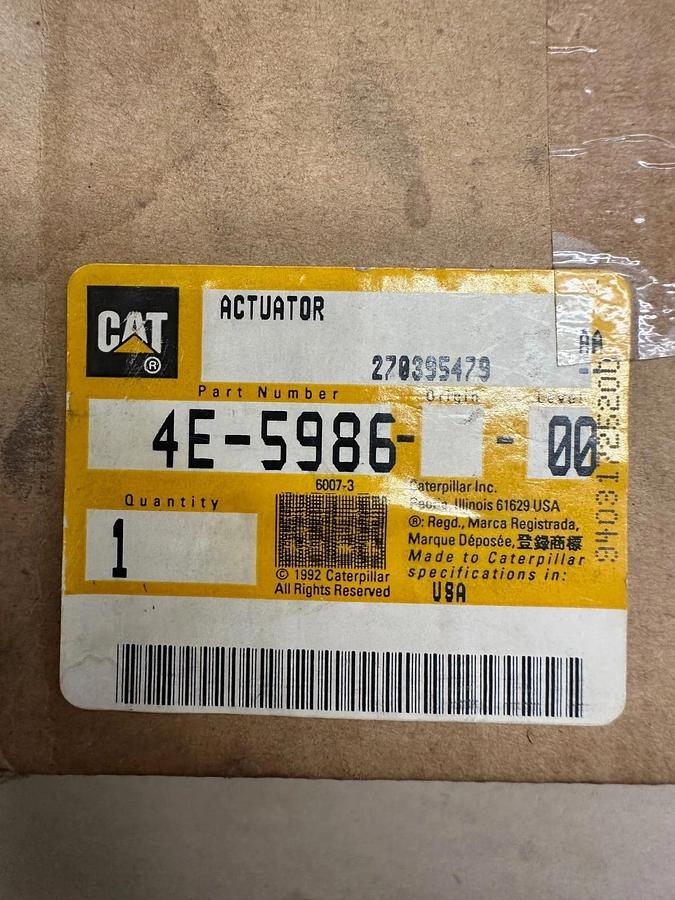 CAT®
ACTUATOR
AA
270395479 -
Part Number Origin Level
4E-5986- - 00
Quantity
1
6007-3
© 1992 Caterpillar
All Rights Reserved
Caterpillar Inc.
Peoria, Illinois 61629 USA
®: Regd., Marca Registrada,
Marque Déposée, 登録商標
Made to Caterpillar
specifications in:
USA